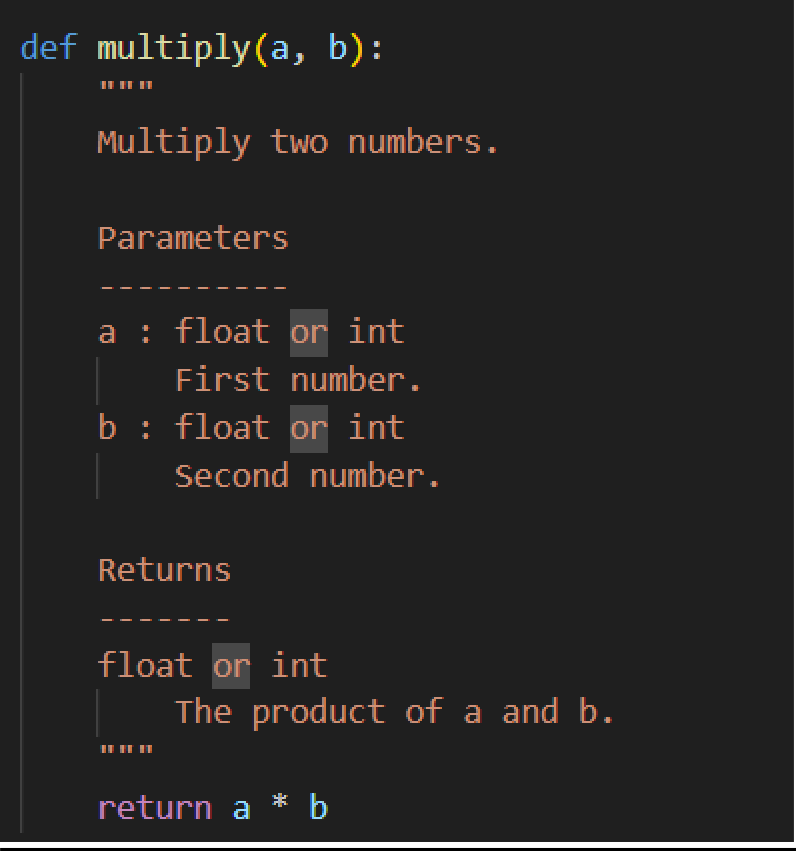 def multiply(a, b):
    """
    Multiply two numbers.

    Parameters
    ----------
    a : float or int
        First number.
    b : float or int
        Second number.

    Returns
    -------
    float or int
        The product of a and b.
    """
    return a * b